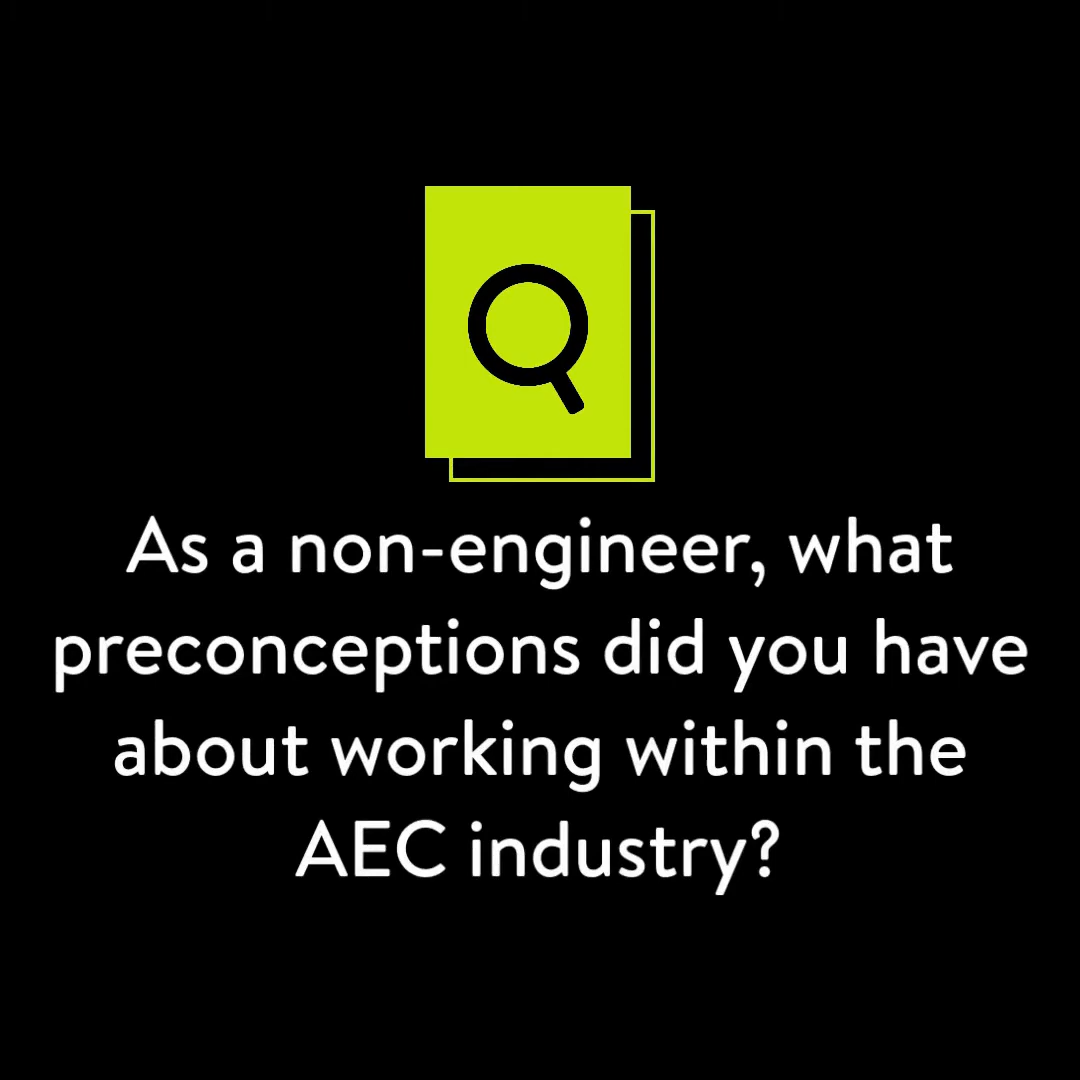 As a non-engineer, what
preconceptions did you have
about working within the
AEC industry?